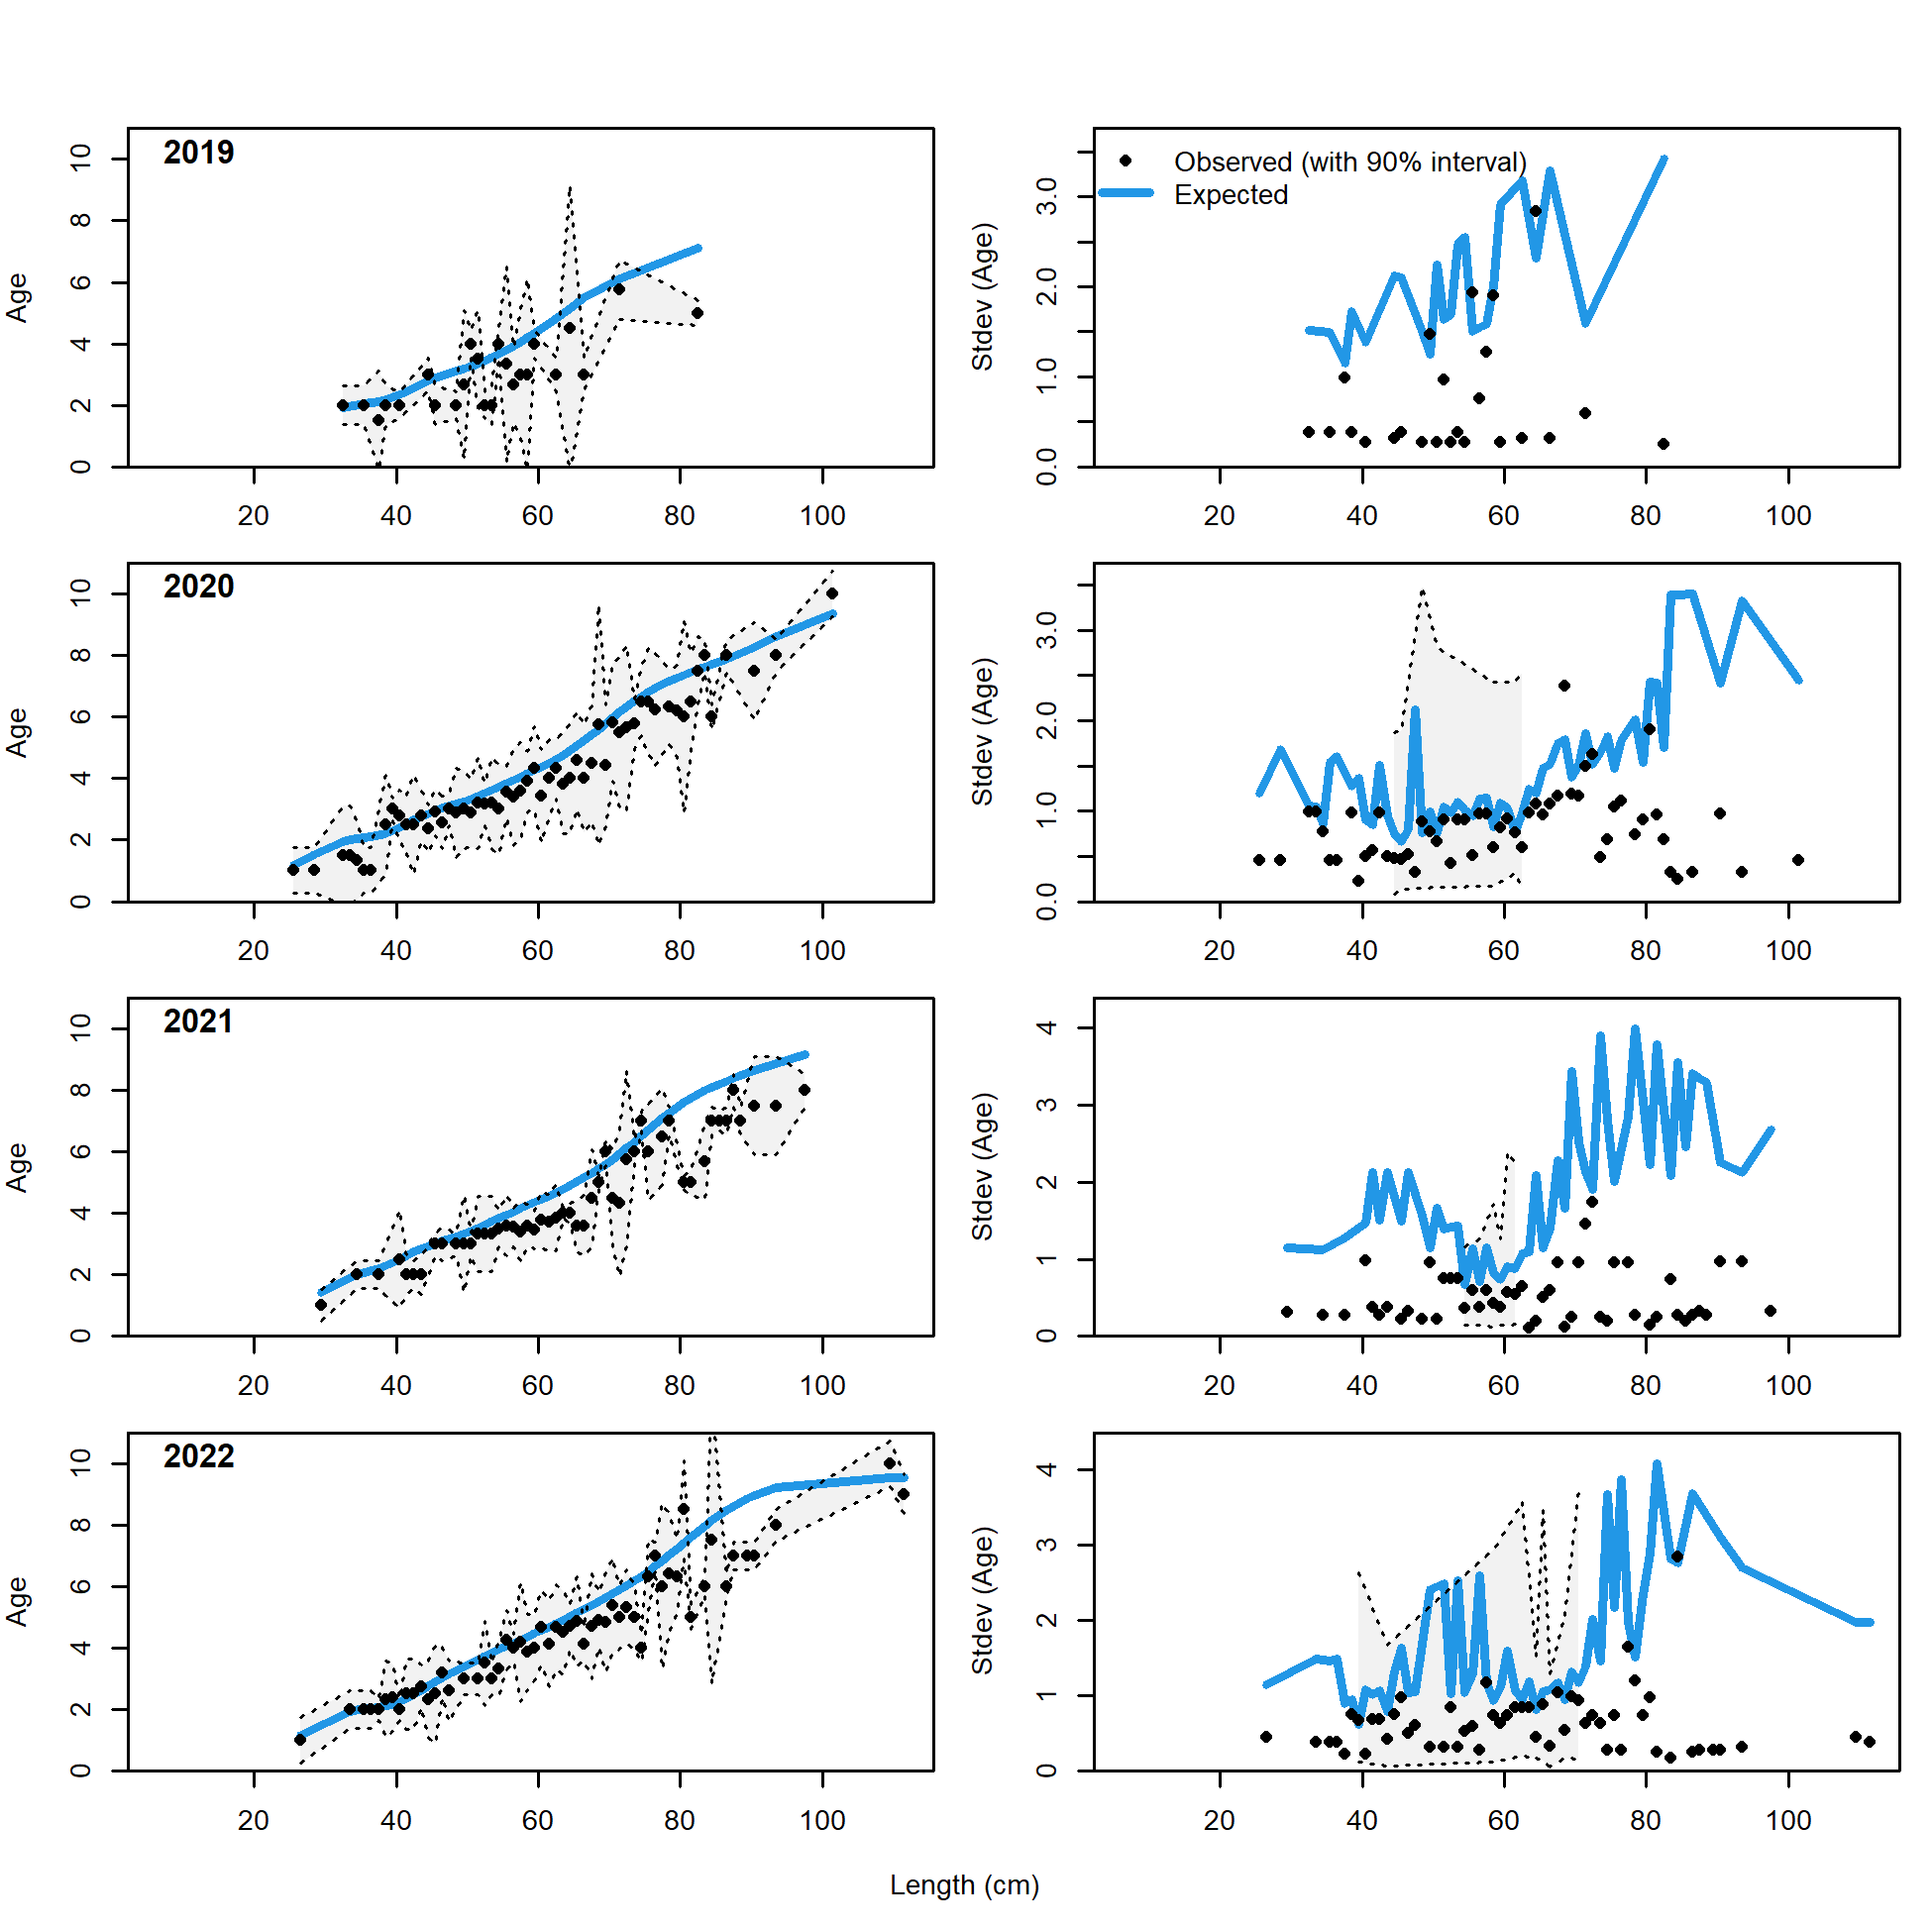 2019
Age
0 2 4 6 8 10
20 40 60 80 100
Observed (with 90% interval)
Expected
Stdev (Age)
0.0 1.0 2.0 3.0
20 40 60 80 100
2020
Age
0 2 4 6 8 10
20 40 60 80 100
Stdev (Age)
0.0 1.0 2.0 3.0
20 40 60 80 100
2021
Age
0 2 4 6 8 10
20 40 60 80 100
Stdev (Age)
0 1 2 3 4
20 40 60 80 100
2022
Age
0 2 4 6 8 10
20 40 60 80 100
Stdev (Age)
0 1 2 3 4
20 40 60 80 100
Length (cm)